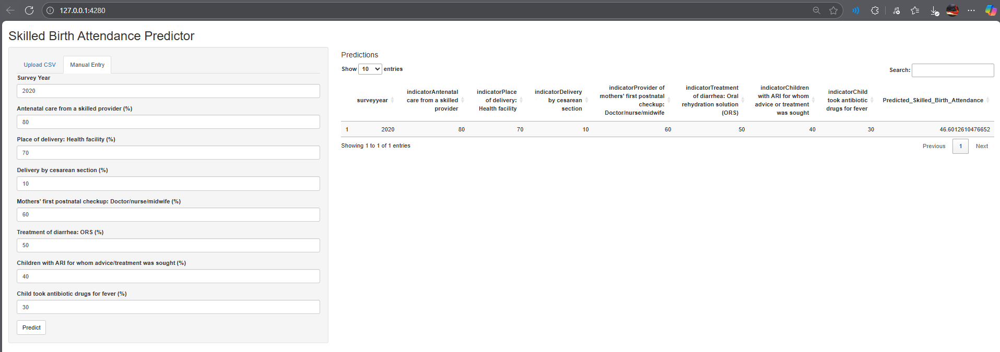 127.0.0.1:4280
Skilled Birth Attendance Predictor
Upload CSV
Manual Entry
Survey Year
2020
Antenatal care from a skilled provider (%)
80
Place of delivery: Health facility (%)
70
Delivery by cesarean section (%)
10
Mothers' first postnatal checkup: Doctor/nurse/midwife (%)
60
Treatment of diarrhea: ORS (%)
50
Children with ARI for whom advice/treatment was sought (%)
40
Child took antibiotic drugs for fever (%)
30
Predict
Predictions
Show 10 entries
Search:
surveyyear
indicatorAntenatal
care from a skilled
provider
indicatorPlace
of delivery:
Health facility
indicatorDelivery
by cesarean
section
indicatorProvider of
mothers' first postnatal
checkup:
Doctor/nurse/midwife
indicatorTreatment
of diarrhea: Oral
rehydration solution
(ORS)
indicatorChildren
with ARI for whom
advice or treatment
was sought
indicatorChild
took antibiotic
drugs for fever
Predicted_Skilled_Birth_Attendance
1 2020 80 70 10 60 50 40 30 46.6012610476652
Showing 1 to 1 of 1 entries
Previous 1 Next